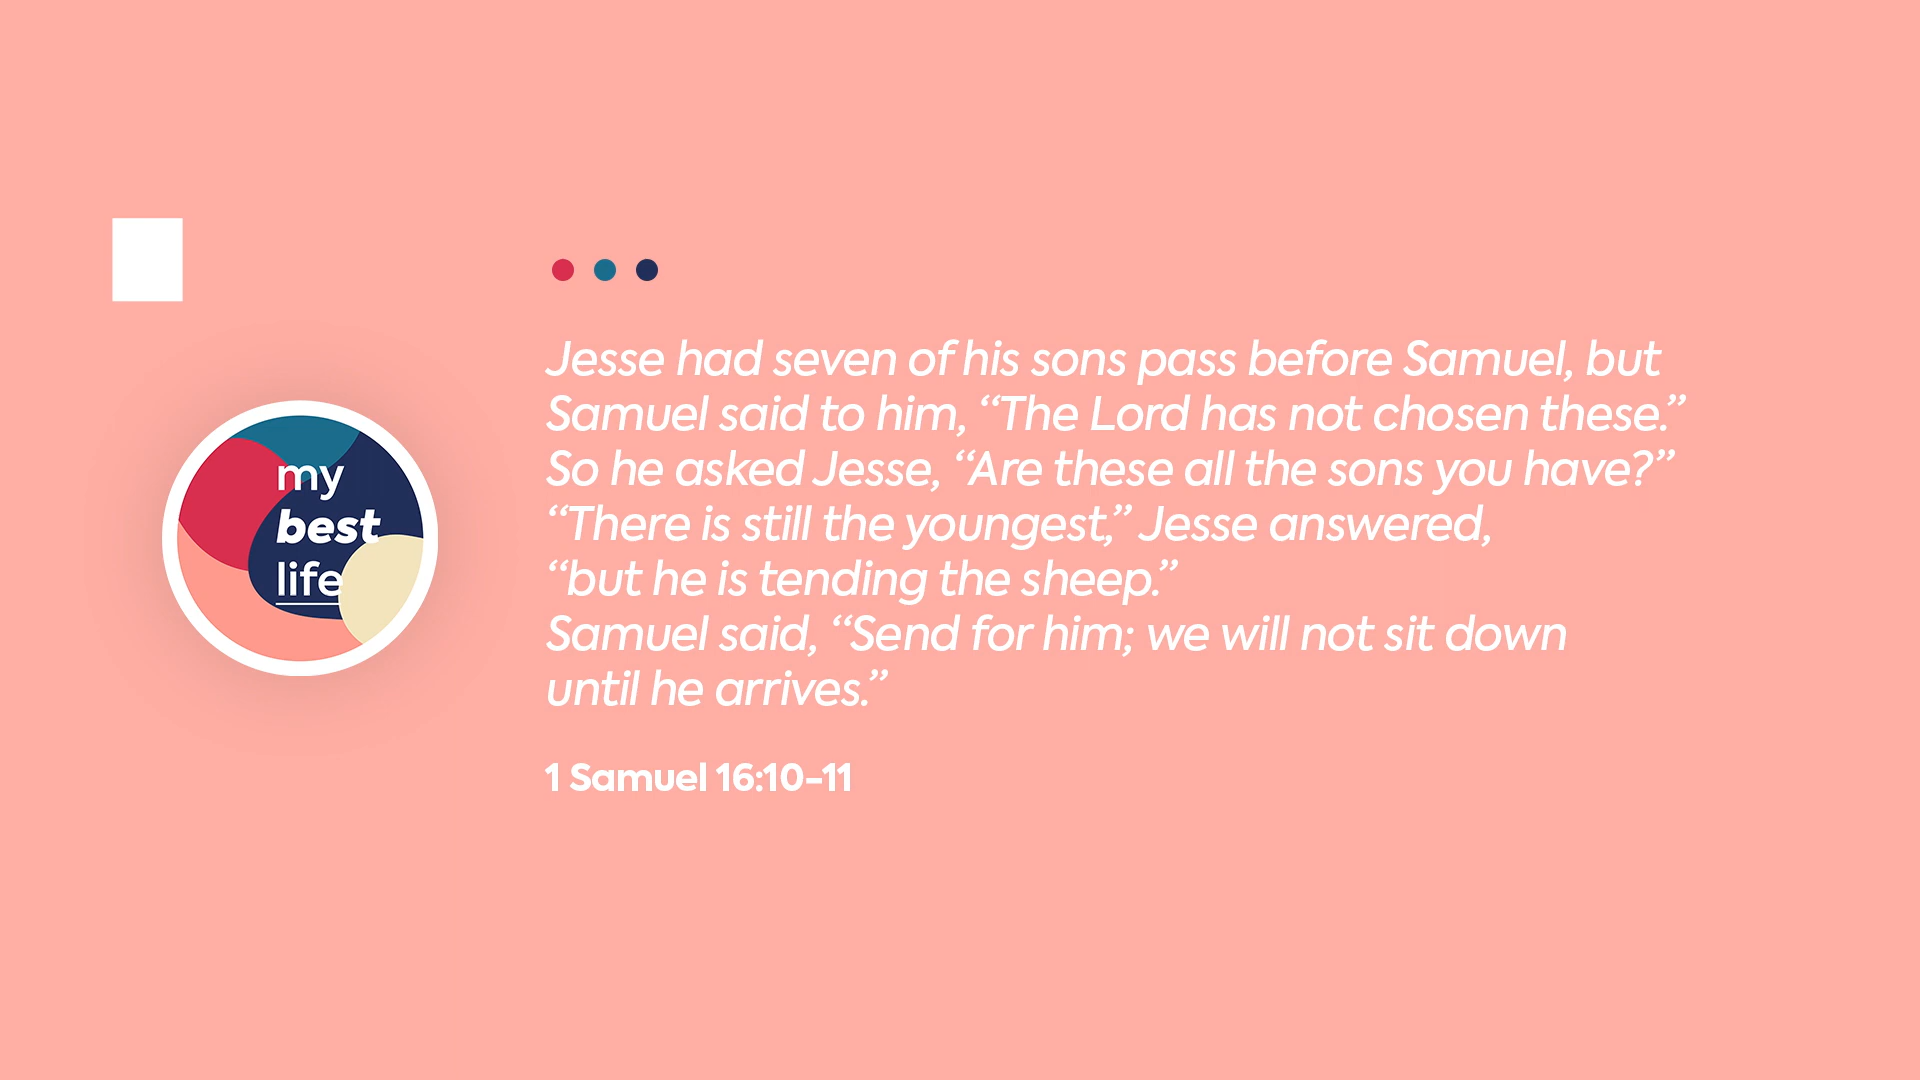 my
best
life
Jesse had seven of his sons pass before Samuel, but
Samuel said to him, “The Lord has not chosen these.”
So he asked Jesse, “Are these all the sons you have?”
“There is still the youngest,” Jesse answered,
“but he is tending the sheep.”
Samuel said, “Send for him; we will not sit down
until he arrives.”
1 Samuel 16:10-11